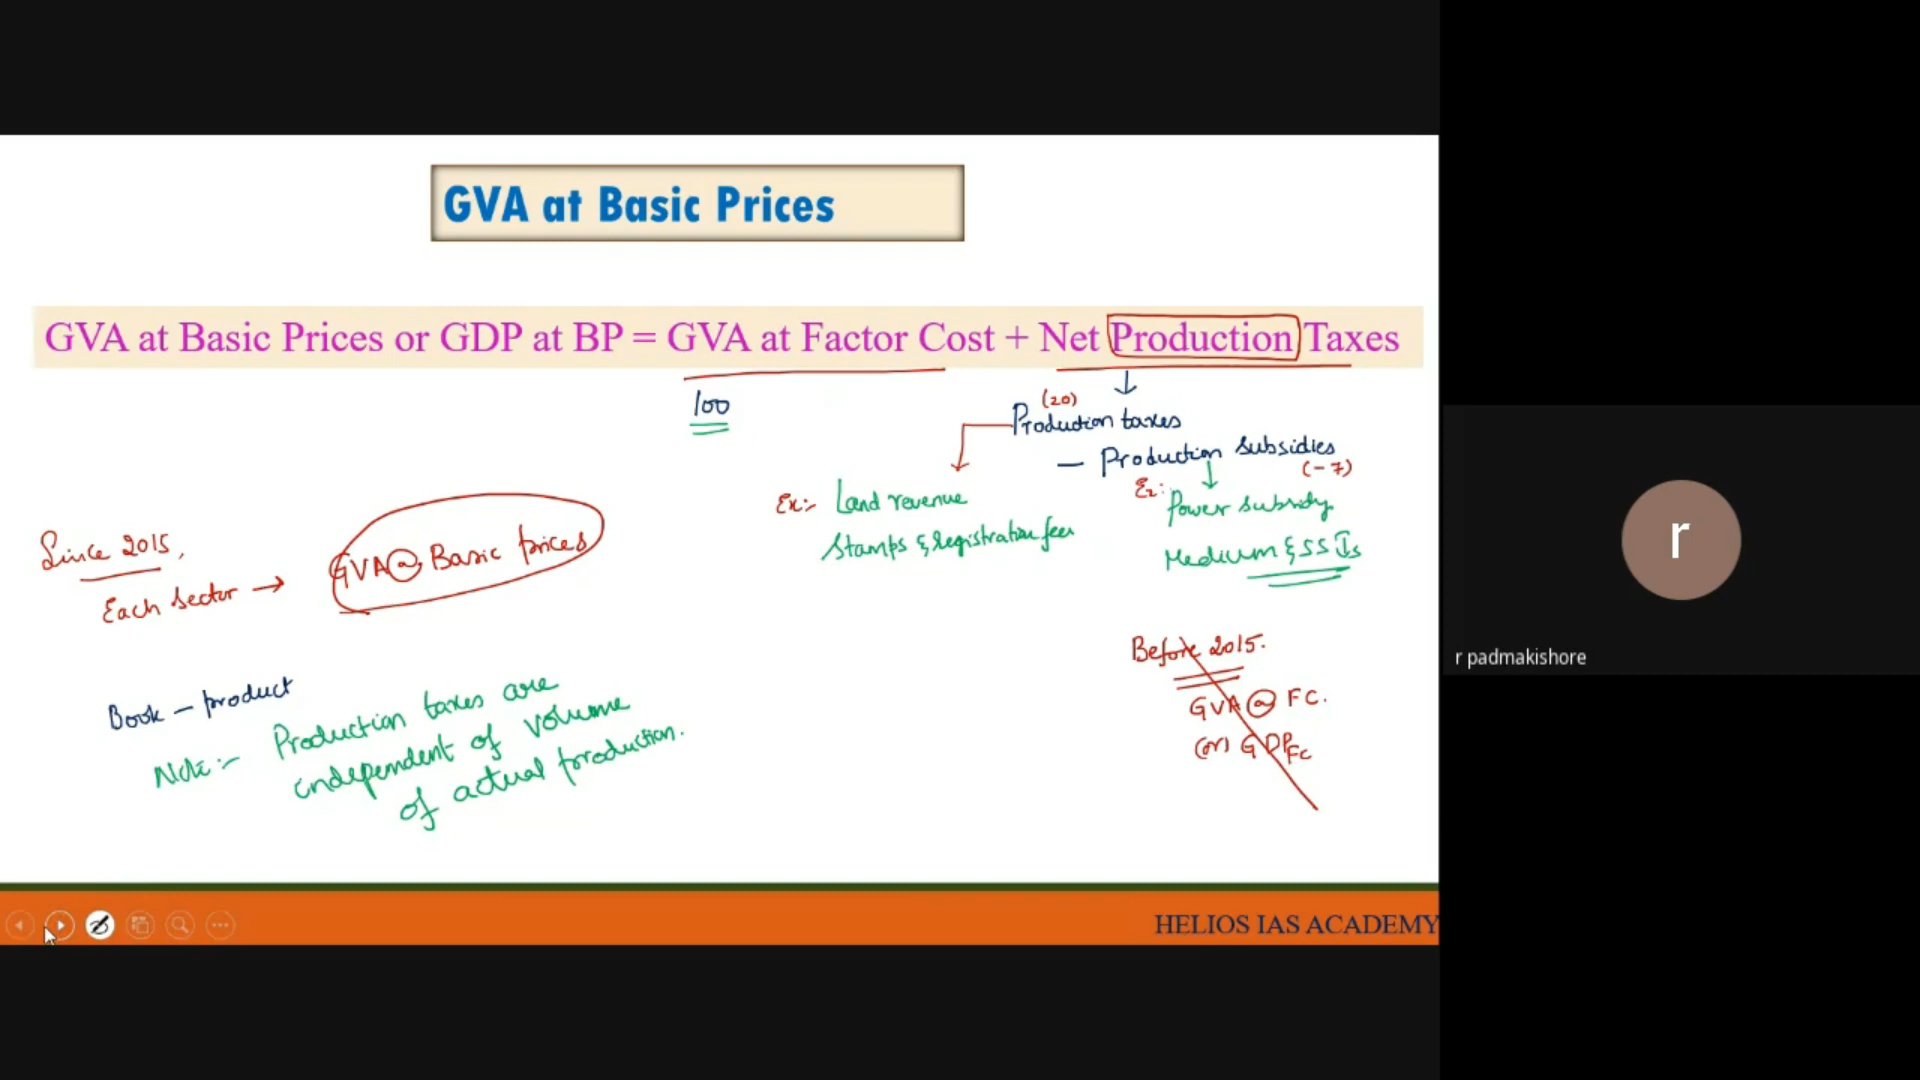 GVA at Basic Prices
GVA at Basic Prices or GDP at BP = GVA at Factor Cost + Net Production Taxes
100
(20)
Production taxes
— Production subsidies
(-7)
Ex:- Land revenue
Stamps & Registration fees
Ex:
Power subsidy
Medium & SSIs
Since 2015,
Each sector → GVA@ Basic prices
Before 2015.
GVA @ FC.
(or) GDP FC
Book — product
Note:- Production taxes are
independent of volume
of actual production.
HELIOS IAS ACADEMY
r
r padmakishore